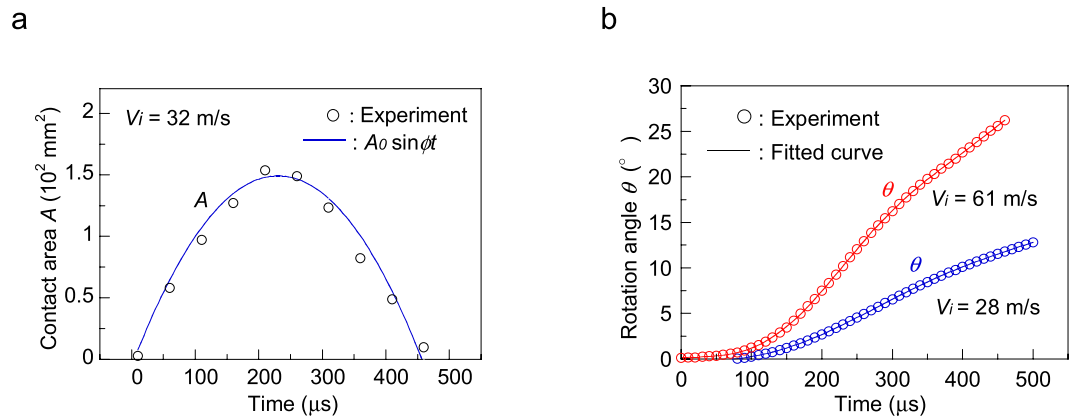 a
Contact area A (10² mm²)
2
1.5
1
0.5
0
Vi = 32 m/s
○ : Experiment
: A0 sinϕt
A
0 100 200 300 400 500
Time (μs)
b
Rotation angle θ (°)
30
25
20
15
10
5
0
○ : Experiment
: Fitted curve
θ
Vi = 61 m/s
θ
Vi = 28 m/s
0 100 200 300 400 500
Time (μs)